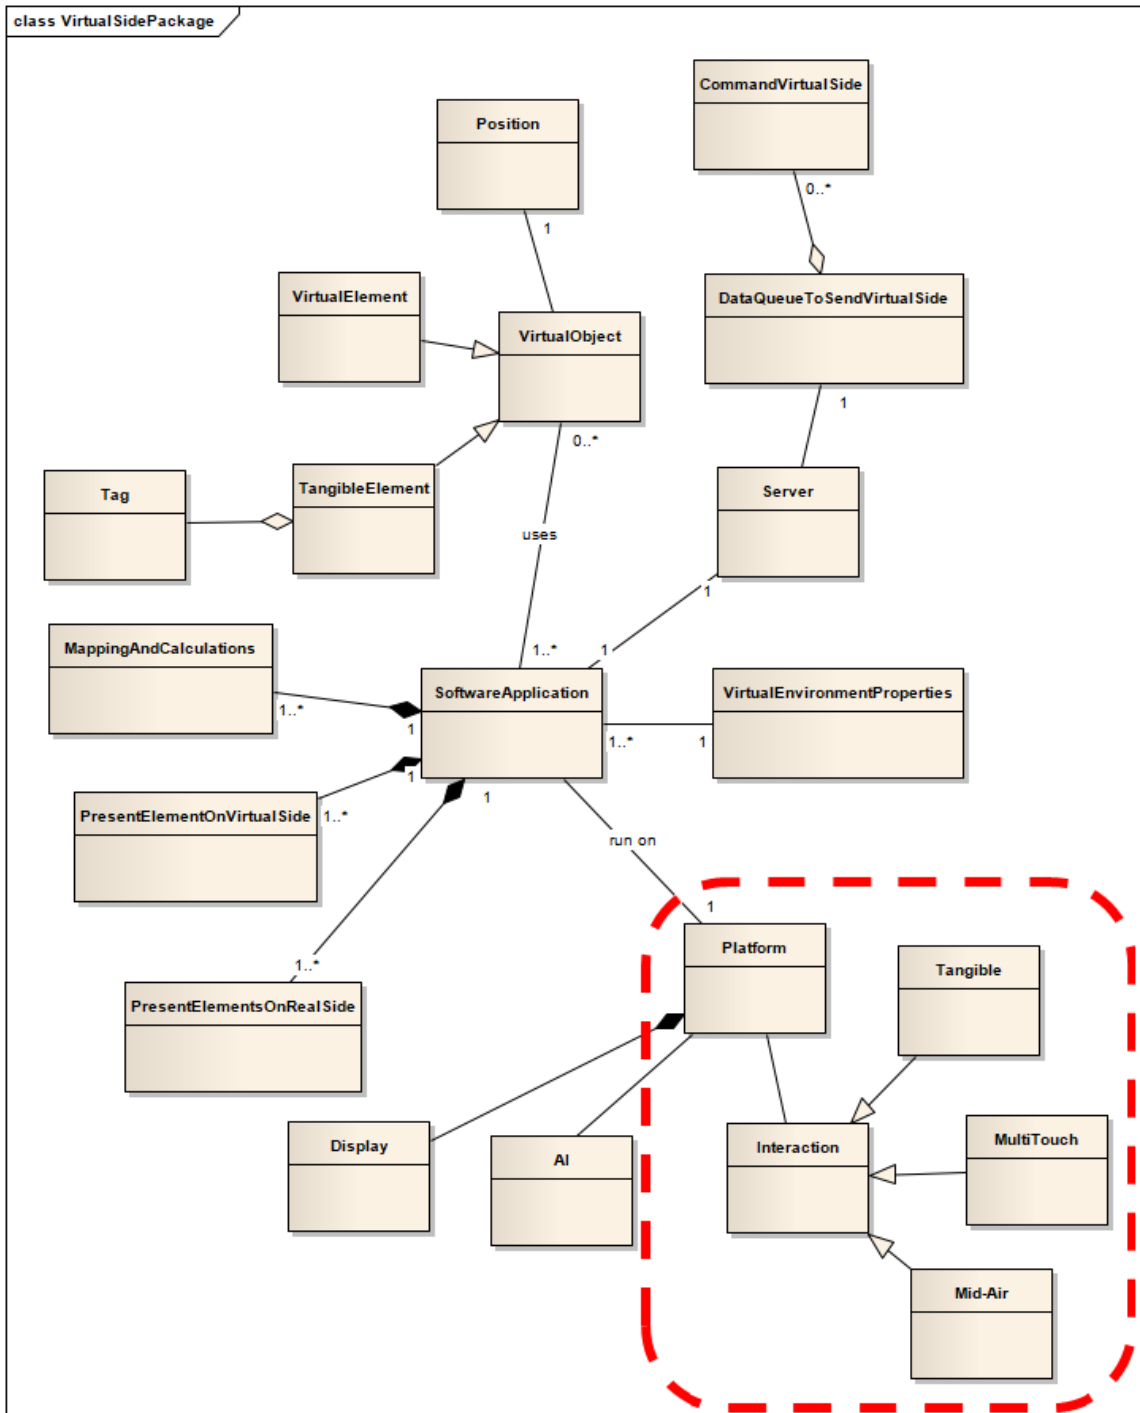 class VirtualSidePackage
CommandVirtualSide
0..*
Position
1
DataQueueToSendVirtualSide
1
VirtualElement
VirtualObject
0..*
Tag
TangibleElement
Server
1
uses
MappingAndCalculations
1..*
1
1..*
1
SoftwareApplication
1..*
1
VirtualEnvironmentProperties
PresentElementOnVirtualSide
1..*
1
1
run on
1
1..*
PresentElementsOnRealSide
Platform
Tangible
Display
AI
Interaction
MultiTouch
Mid-Air